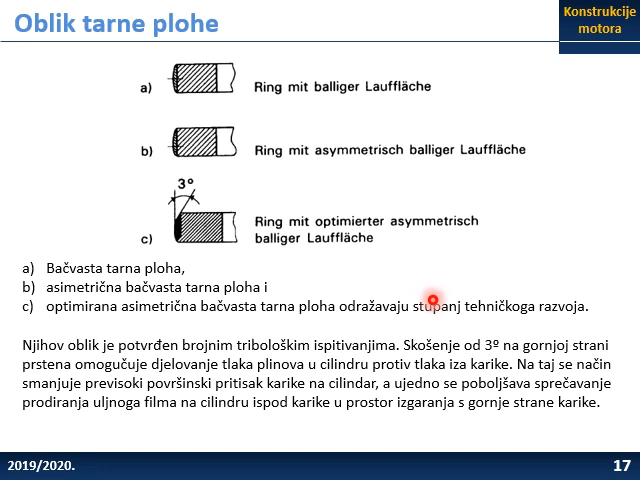 Oblik tarne plohe
Konstrukcije
motora
a) Ring mit balliger Lauffläche
b) Ring mit asymmetrisch balliger Lauffläche
3°
c) Ring mit optimierter asymmetrisch
balliger Lauffläche
a) Bačvasta tarna ploha,
b) asimetrična bačvasta tarna ploha i
c) optimirana asimetrična bačvasta tarna ploha odražavaju stupanj tehničkoga razvoja.
Njihov oblik je potvrđen brojnim tribološkim ispitivanjima. Skošenje od 3º na gornjoj strani
prstena omogučuje djelovanje tlaka plinova u cilindru protiv tlaka iza karike. Na taj se način
smanjuje previsoki površinski pritisak karike na cilindar, a ujedno se poboljšava sprečavanje
prodiranja uljnoga filma na cilindru ispod karike u prostor izgaranja s gornje strane karike.
2019/2020.
17